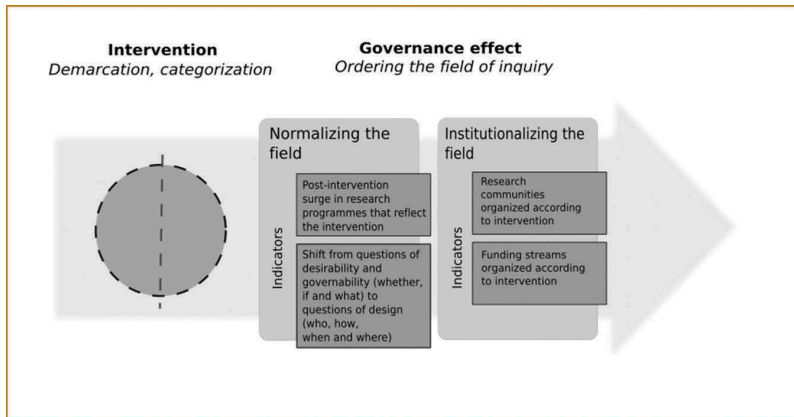 Intervention
Demarcation, categorization
Governance effect
Ordering the field of inquiry
Normalizing the
field
Indicators
Post-intervention
surge in research
programmes that reflect
the intervention
Shift from questions of
desirability and
governability (whether,
if and what) to
questions of design
(who, how,
when and where)
Institutionalizing the
field
Indicators
Research
communities
organized according
to intervention
Funding streams
organized according
to intervention